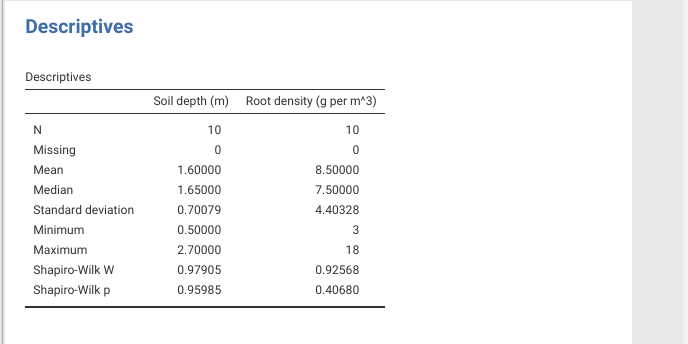 Descriptives
Descriptives
Soil depth (m) Root density (g per m^3)
N 10 10
Missing 0 0
Mean 1.60000 8.50000
Median 1.65000 7.50000
Standard deviation 0.70079 4.40328
Minimum 0.50000 3
Maximum 2.70000 18
Shapiro-Wilk W 0.97905 0.92568
Shapiro-Wilk p 0.95985 0.40680